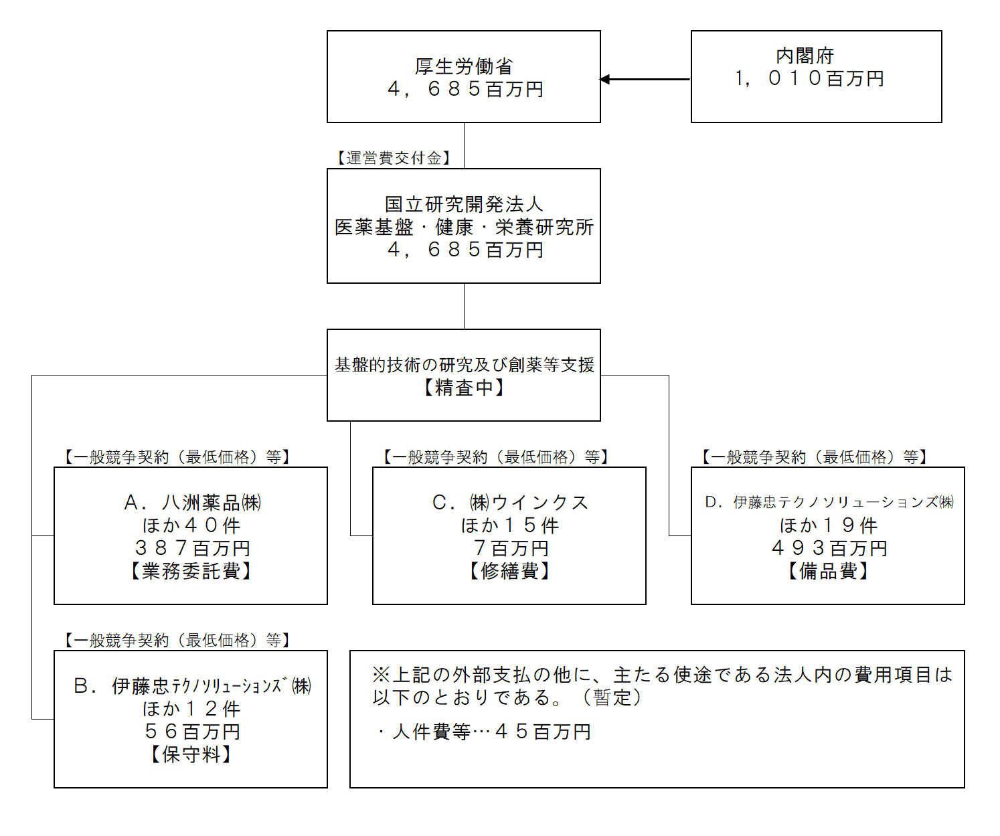 厚生労働省
４，６８５百万円
内閣府
１，０１０百万円
【運営費交付金】
国立研究開発法人
医薬基盤・健康・栄養研究所
４，６８５百万円
基盤的技術の研究及び創薬等支援
【精査中】
【一般競争契約（最低価格）等】
Ａ．八洲薬品㈱
ほか４０件
３８７百万円
【業務委託費】
【一般競争契約（最低価格）等】
Ｃ．㈱ウインクス
ほか１５件
７百万円
【修繕費】
【一般競争契約（最低価格）等】
Ｄ．伊藤忠テクノソリューションズ㈱
ほか１９件
４９３百万円
【備品費】
【一般競争契約（最低価格）等】
Ｂ．伊藤忠ﾃｸﾉｿﾘｭｰｼｮﾝｽﾞ㈱
ほか１２件
５６百万円
【保守料】
※上記の外部支払の他に、主たる使途である法人内の費用項目は
以下のとおりである。（暫定）
・人件費等…４５百万円